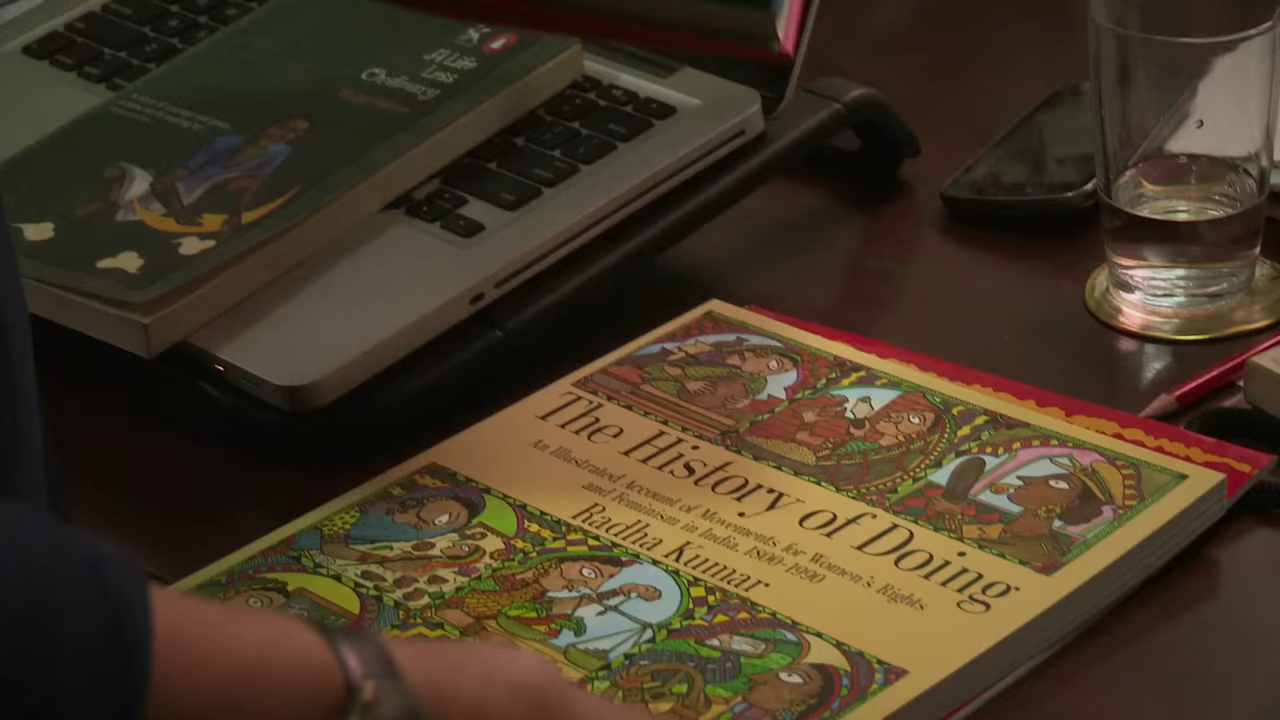 A Life
Less
Ordinary
The History of Doing
An Illustrated Account of Movements for Women's Rights
and Feminism in India, 1800-1990
Radha Kumar